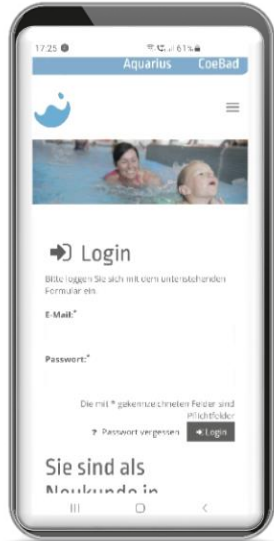 17:25 61%
Aquarius CoeBad
Login
Bitte loggen Sie sich mit dem untenstehenden
Formular ein.
E-Mail:*
Passwort:*
Die mit * gekennzeichneten Felder sind
Pflichtfelder
? Passwort vergessen Login
Sie sind als
Neukunde in